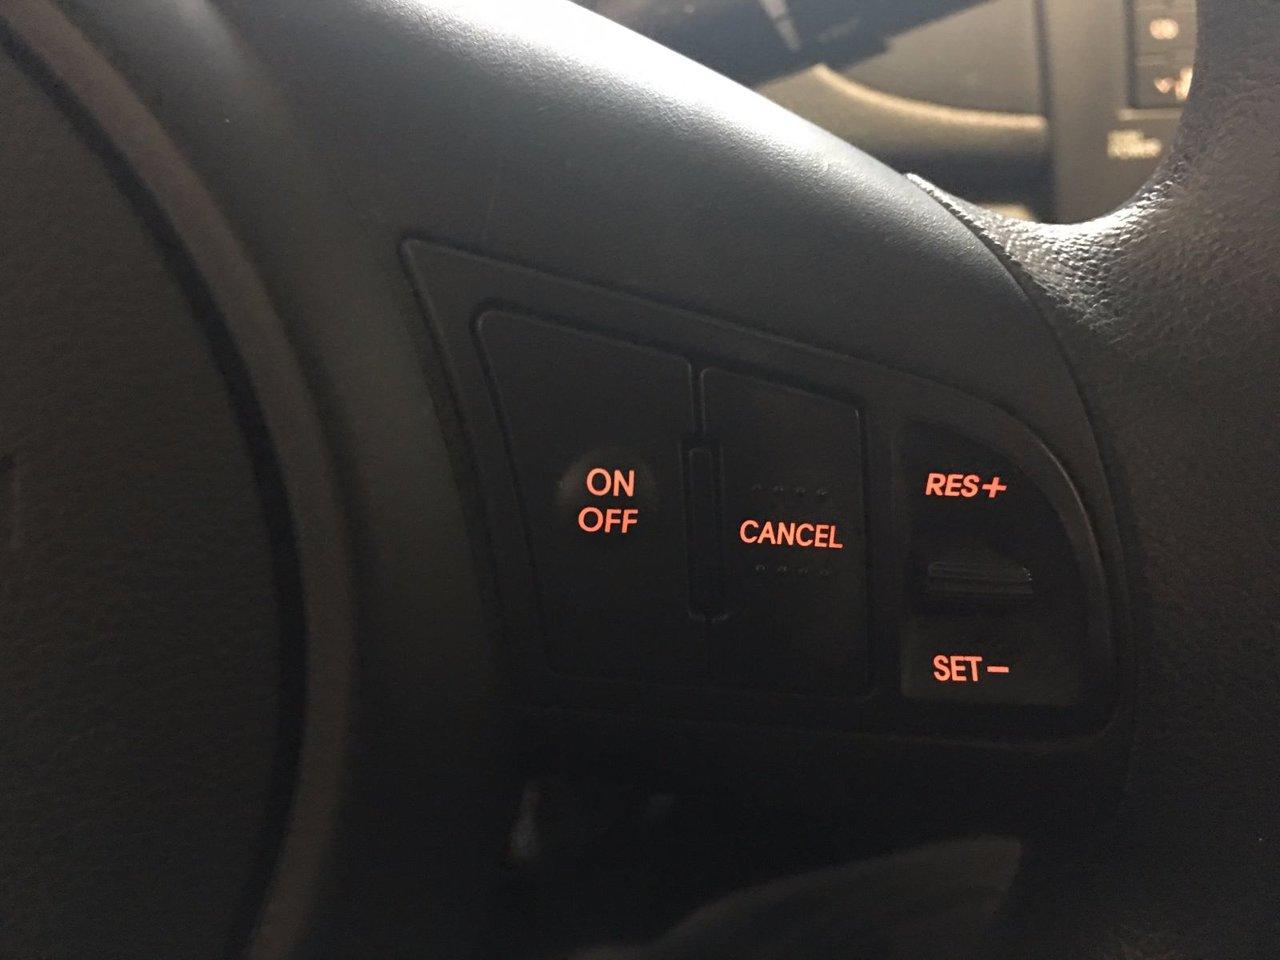 ON
OFF
CANCEL
RES+
SET-